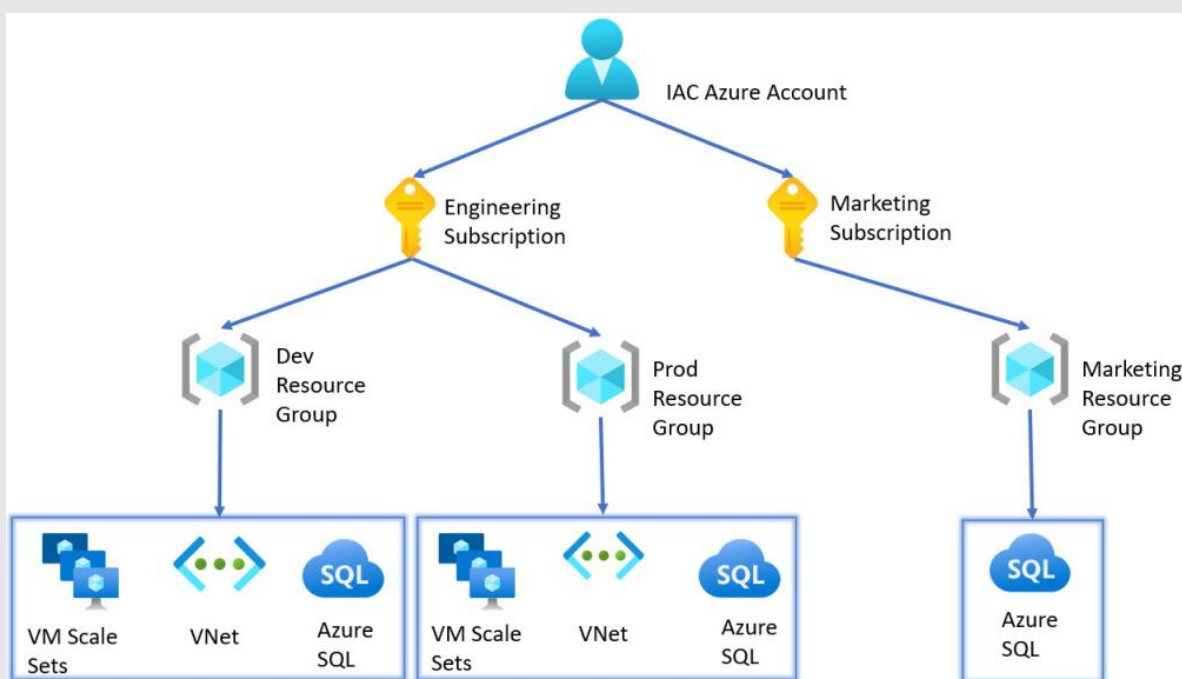 IAC Azure Account
Engineering
Subscription
Marketing
Subscription
Dev
Resource
Group
Prod
Resource
Group
Marketing
Resource
Group
SQL
VM Scale
Sets
VNet
Azure
SQL
SQL
VM Scale
Sets
VNet
Azure
SQL
SQL
Azure
SQL